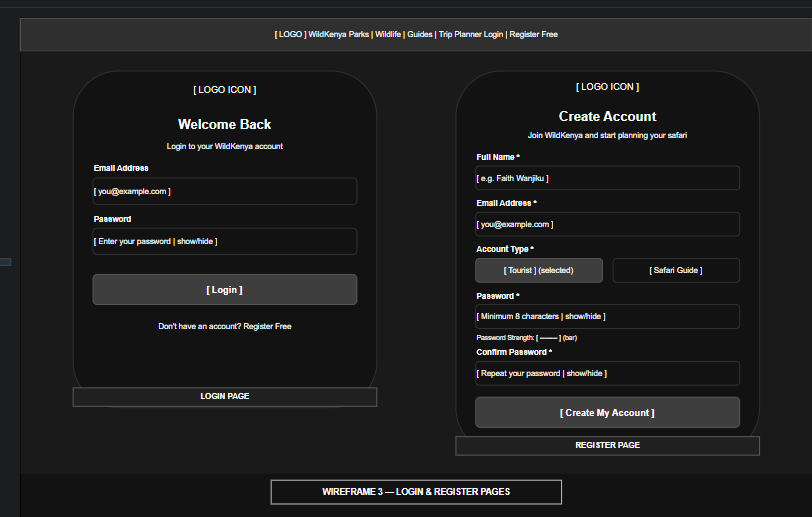 [ LOGO ] WildKenya Parks | Wildlife | Guides | Trip Planner Login | Register Free
[ LOGO ICON ]
Welcome Back
Login to your WildKenya account
Email Address
[ you@example.com ]
Password
[ Enter your password | show/hide ]
[ Login ]
Don't have an account? Register Free
LOGIN PAGE
[ LOGO ICON ]
Create Account
Join WildKenya and start planning your safari
Full Name *
[ e.g. Faith Wanjiku ]
Email Address *
[ you@example.com ]
Account Type *
[ Tourist ] (selected)
[ Safari Guide ]
Password *
[ Minimum 8 characters | show/hide ]
Password Strength: [ ——— ] (bar)
Confirm Password *
[ Repeat your password | show/hide ]
[ Create My Account ]
REGISTER PAGE
WIREFRAME 3 — LOGIN & REGISTER PAGES